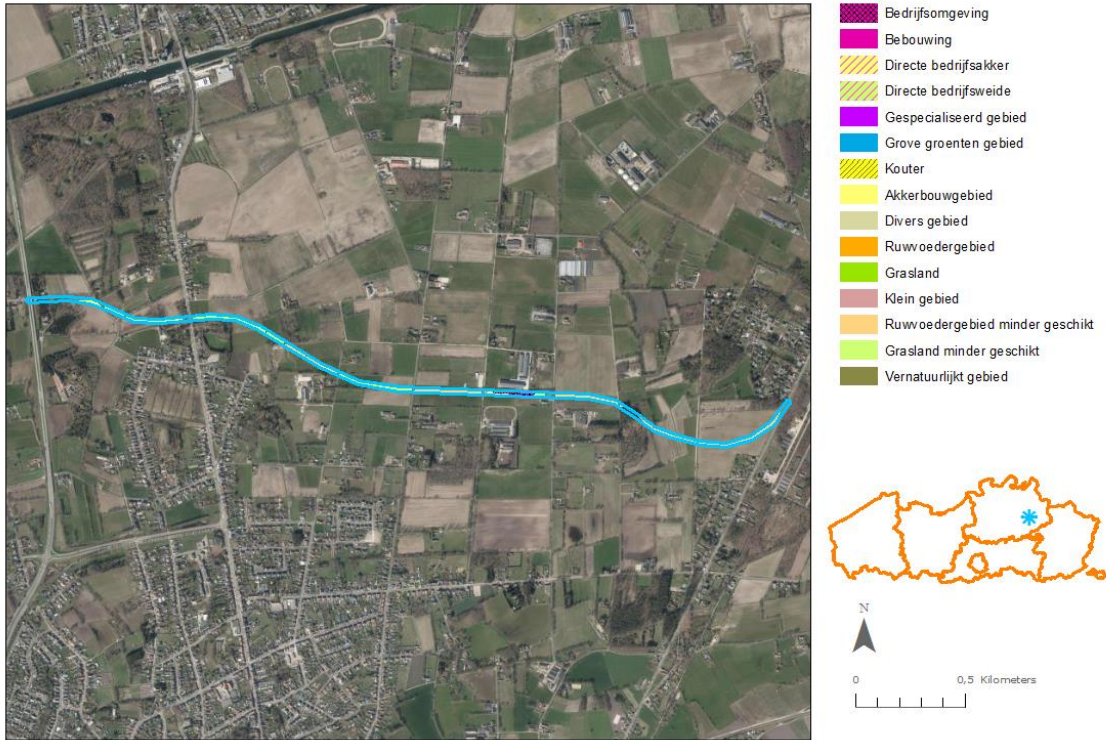 Bedrijfsomgeving
Bebouwing
Directe bedrijfsakker
Directe bedrijfsweide
Gespecialiseerd gebied
Grove groenten gebied
Kouter
Akkerbouwgebied
Divers gebied
Ruwvoedergebied
Grasland
Klein gebied
Ruwvoedergebied minder geschikt
Grasland minder geschikt
Vernatuurlijkt gebied
N
0 0,5 Kilometers